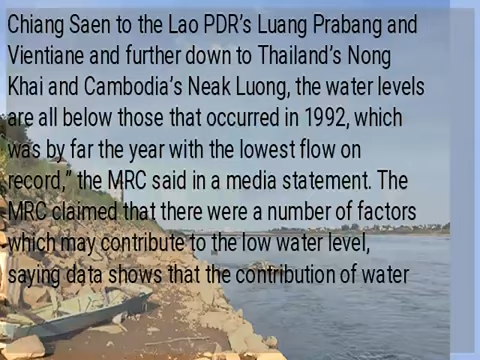 Chiang Saen to the Lao PDR’s Luang Prabang and
Vientiane and further down to Thailand’s Nong
Khai and Cambodia’s Neak Luong, the water levels
are all below those that occurred in 1992, which
was by far the year with the lowest flow on
record,” the MRC said in a media statement. The
MRC claimed that there were a number of factors
which may contribute to the low water level,
saying data shows that the contribution of water